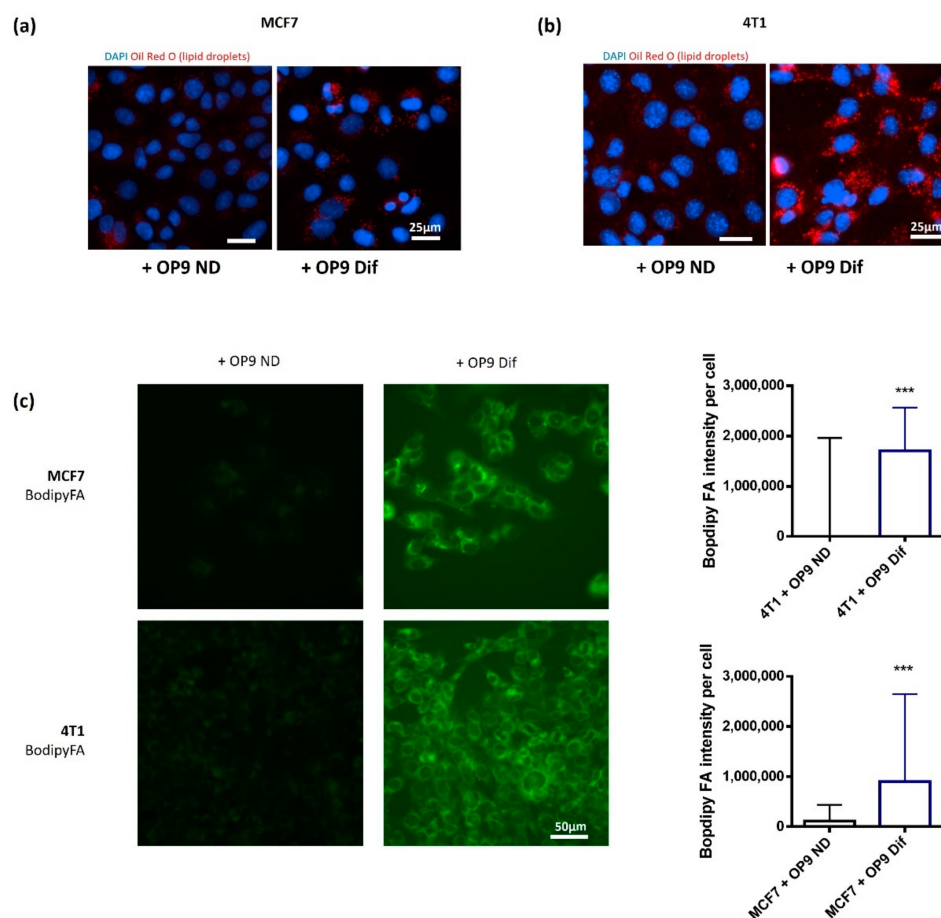 (a)
MCF7
DAPI Oil Red O (lipid droplets)
25µm
+ OP9 ND
+ OP9 Dif
(b)
4T1
DAPI Oil Red O (lipid droplets)
25µm
+ OP9 ND
+ OP9 Dif
(c)
+ OP9 ND
+ OP9 Dif
MCF7
BodipyFA
4T1
BodipyFA
50µm
Bopdipy FA intensity per cell
3,000,000
2,000,000
1,000,000
0
***
4T1 + OP9 ND
4T1 + OP9 Dif
Bopdipy FA intensity per cell
3,000,000
2,000,000
1,000,000
0
***
MCF7 + OP9 ND
MCF7 + OP9 Dif